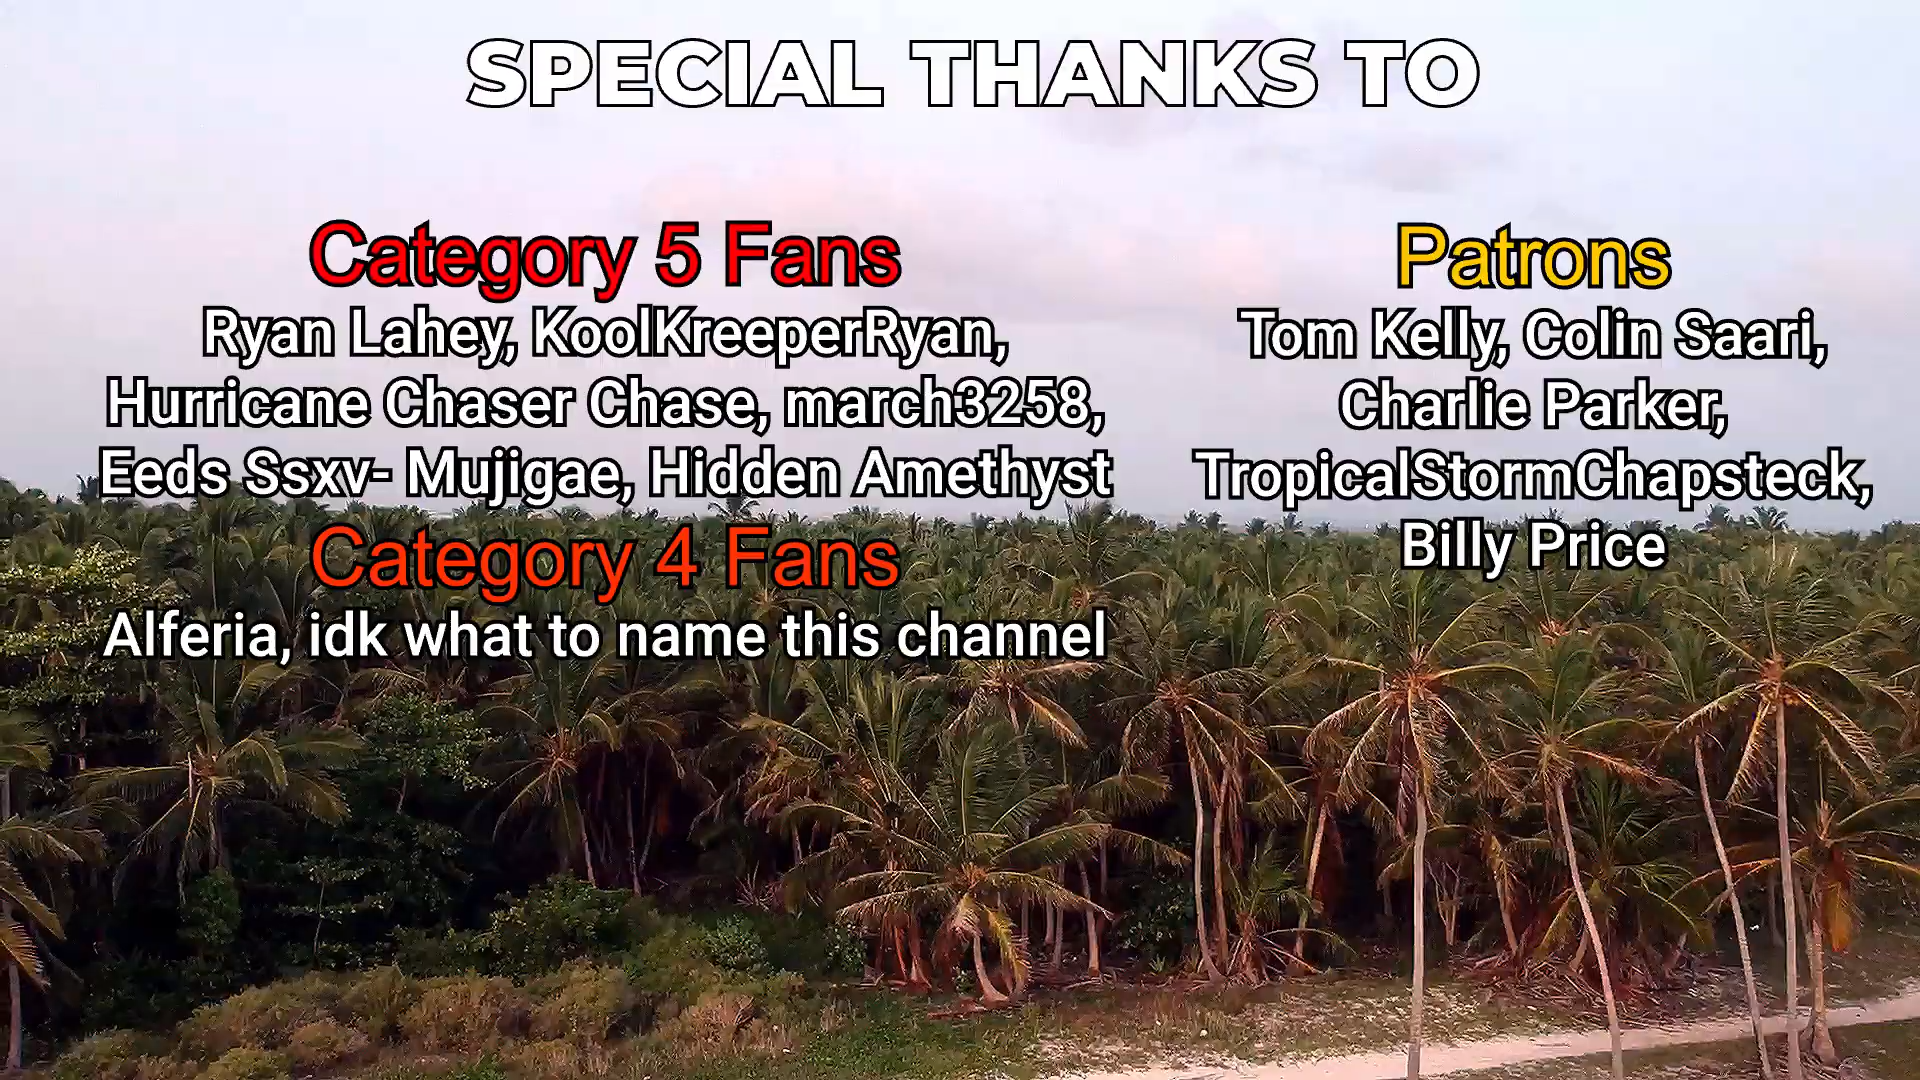 SPECIAL THANKS TO
Category 5 Fans
Ryan Lahey, KoolKreeperRyan,
Hurricane Chaser Chase, march3258,
Eeds Ssxv- Mujigae, Hidden Amethyst
Category 4 Fans
Alferia, idk what to name this channel
Patrons
Tom Kelly, Colin Saari,
Charlie Parker,
TropicalStormChapsteck,
Billy Price